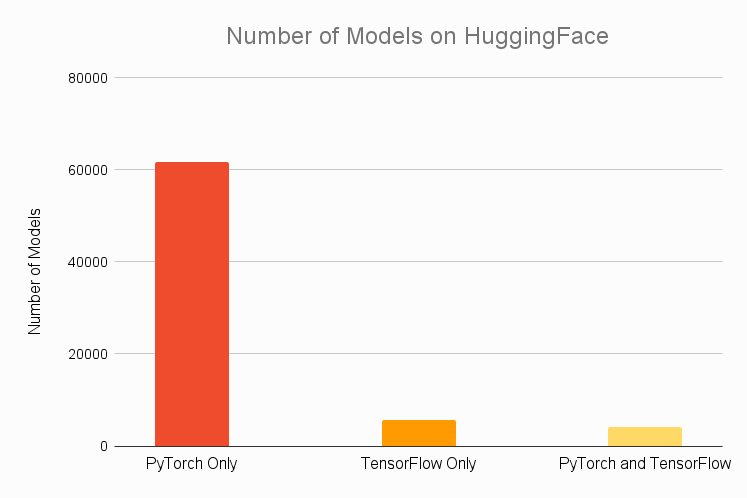 Number of Models on HuggingFace
80000
60000
40000
20000
0
Number of Models
PyTorch Only
TensorFlow Only
PyTorch and TensorFlow